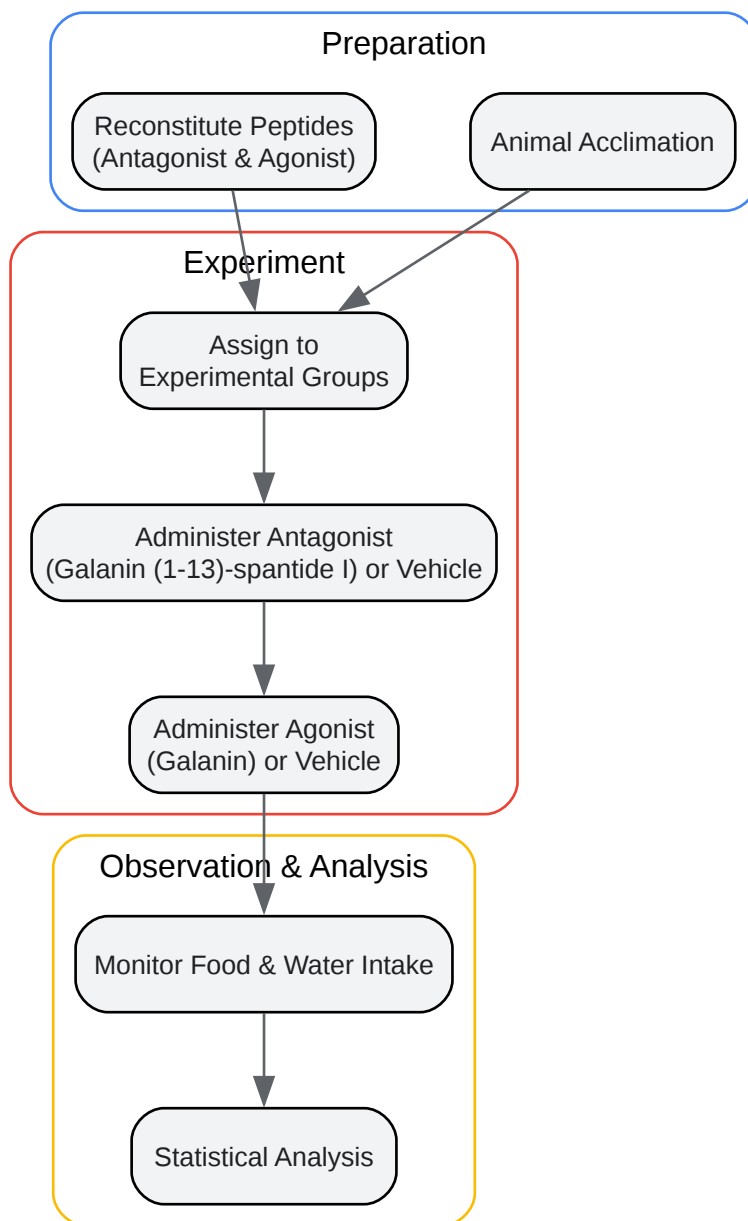 Preparation
Reconstitute Peptides
(Antagonist & Agonist)
Animal Acclimation
Experiment
Assign to
Experimental Groups
Administer Antagonist
(Galanin (1-13)-spantide I) or Vehicle
Administer Agonist
(Galanin) or Vehicle
Observation & Analysis
Monitor Food & Water Intake
Statistical Analysis